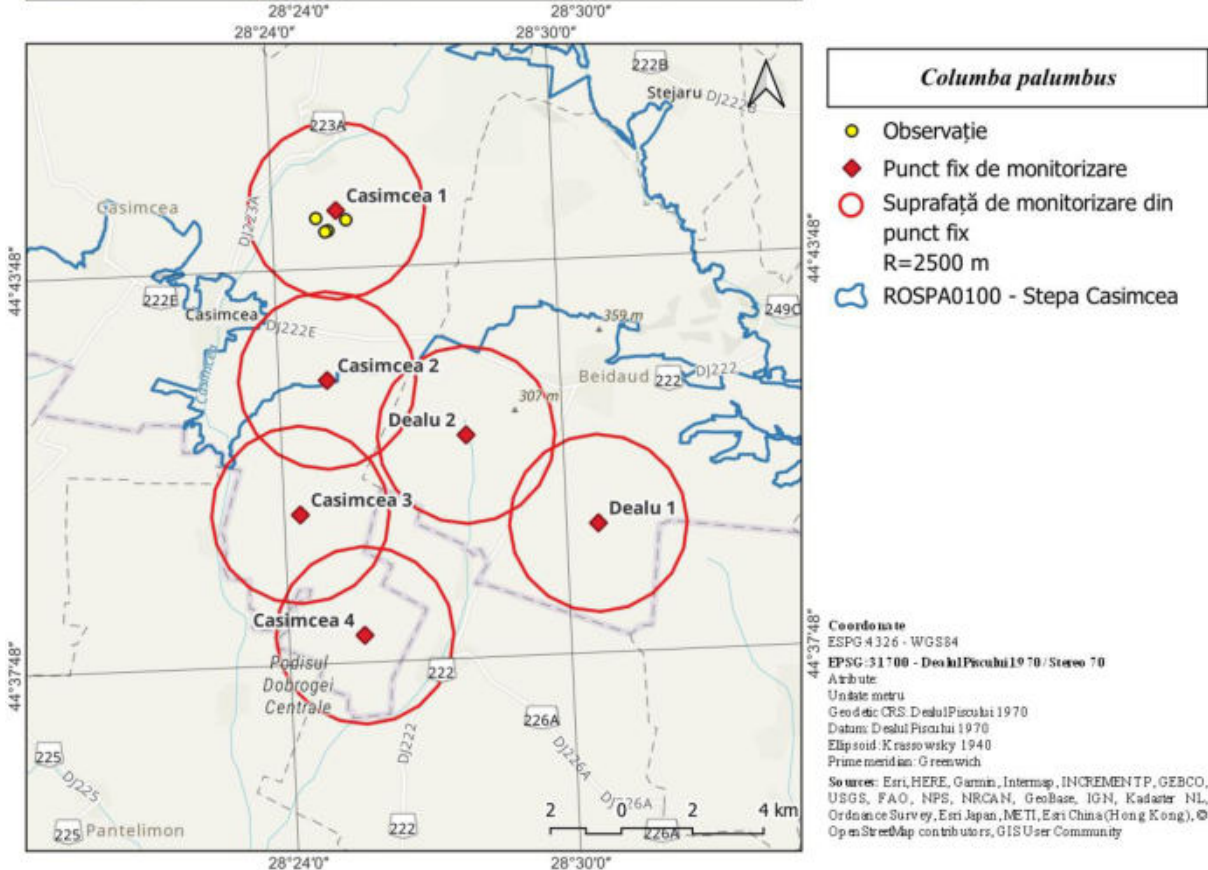 28°24'0" 28°30'0"
28°24'0" 28°30'0"
222B
Stejaru DJ222B
223A
Casimcea 1
Casimcea
DJ223A
44°43'48" 44°43'48"
222E
Casimcea
Casimcea
DJ222E
359 m
249C
Casimcea 2
Beidaud 222 DJ222
307 m
Dealu 2
Casimcea 3
Dealu 1
Casimcea 4
44°37'48" 44°37'48"
Podisul
Dobrogei
Centrale
222
226A
DJ222
DJ226A
225
DJ225
225 Pantelimon
222
DJ226A
226A
2 0 2 4 km
28°24'0" 28°30'0"
Columba palumbus
Observație
Punct fix de monitorizare
Suprafață de monitorizare din
punct fix
R=2500 m
ROSPA0100 - Stepa Casimcea
Coordonate
ESPG:4326 - WGS84
EPSG:31700 - DealulPiscului1970/Stereo 70
Atribute
Unitate metru
Geodetic CRS: DealulPiscului 1970
Datum: Dealul Piscului 1970
Ellipsoid: Krassowsky 1940
Prime meridian: Greenwich
Sources: Esri, HERE, Garmin, Intermap, INCREMENT P, GEBCO,
USGS, FAO, NPS, NRCAN, GeoBase, IGN, Kadaster NL,
Ordnance Survey, Esri Japan, METI, Esri China (Hong Kong), ©
OpenStreetMap contributors, GIS User Community